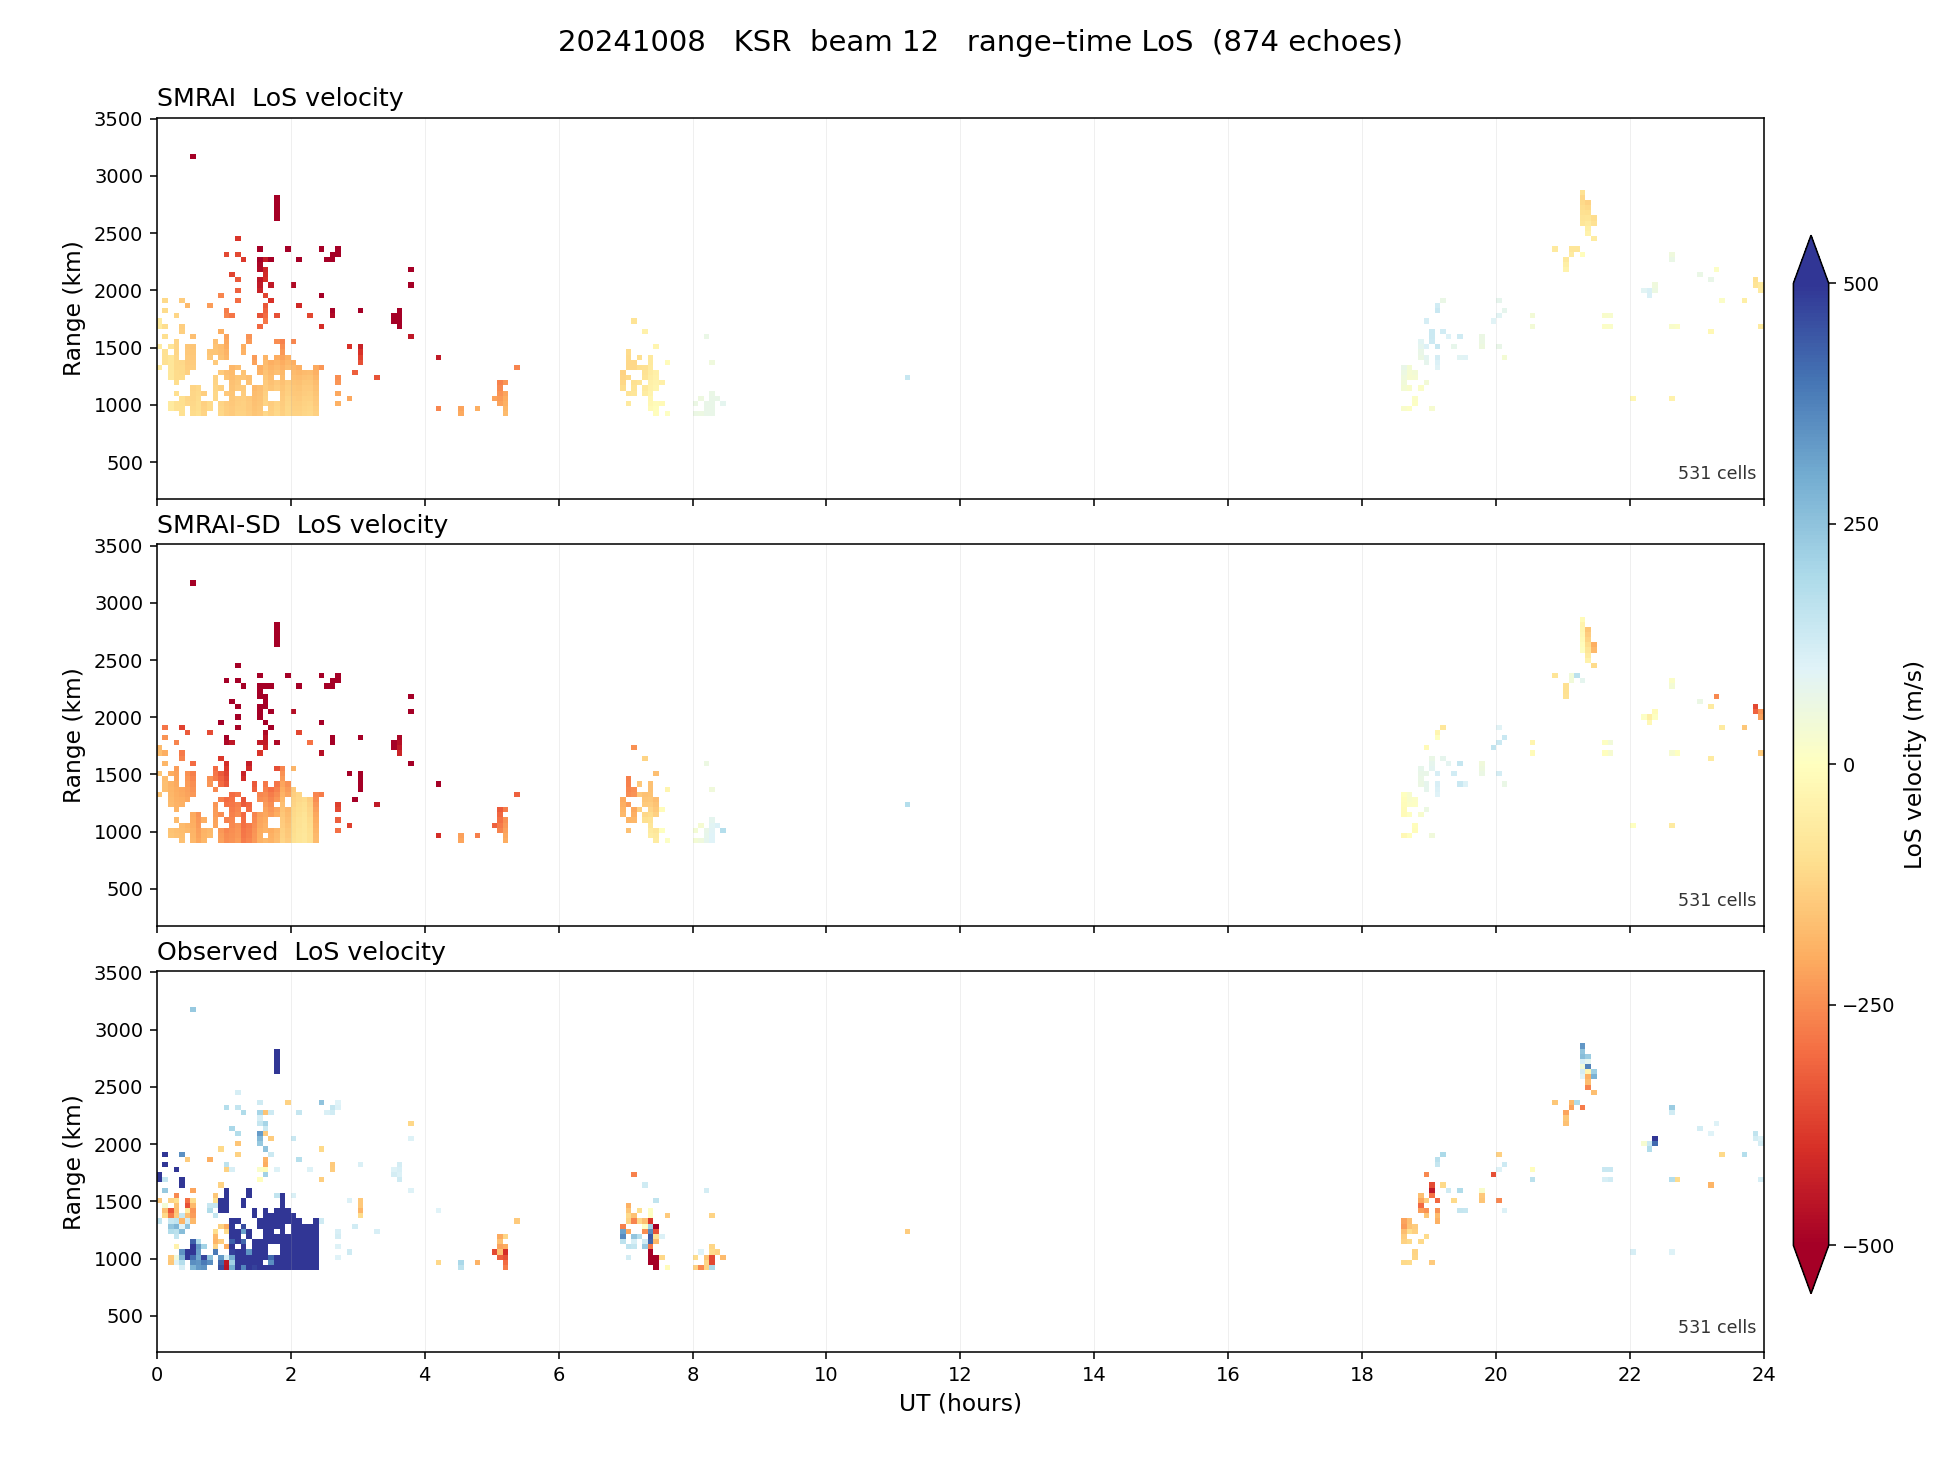 20241008   KSR  beam 12   range–time LoS  (874 echoes)
SMRAI  LoS velocity
3500
3000
2500
2000
1500
1000
500
Range (km)
531 cells
SMRAI-SD  LoS velocity
3500
3000
2500
2000
1500
1000
500
Range (km)
531 cells
Observed  LoS velocity
3500
3000
2500
2000
1500
1000
500
Range (km)
531 cells
0 2 4 6 8 10 12 14 16 18 20 22 24
UT (hours)
500
250
0
−250
−500
LoS velocity (m/s)